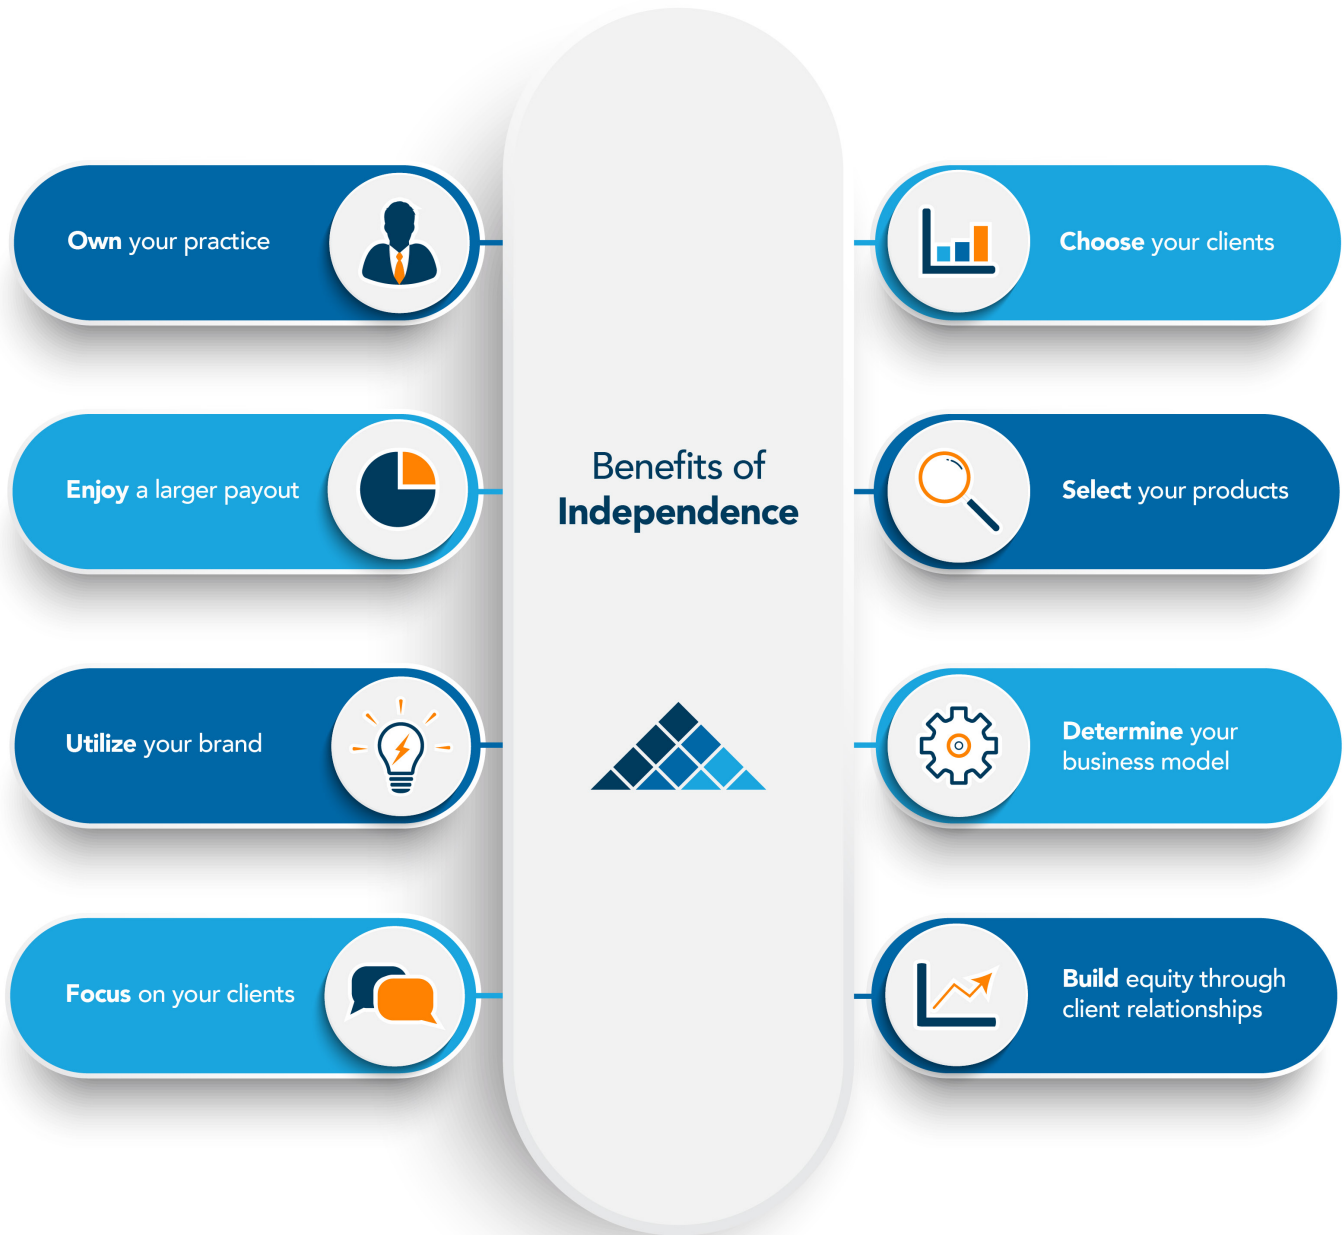 Benefits of
Independence
Own your practice
Enjoy a larger payout
Utilize your brand
Focus on your clients
Choose your clients
Select your products
Determine your
business model
Build equity through
client relationships